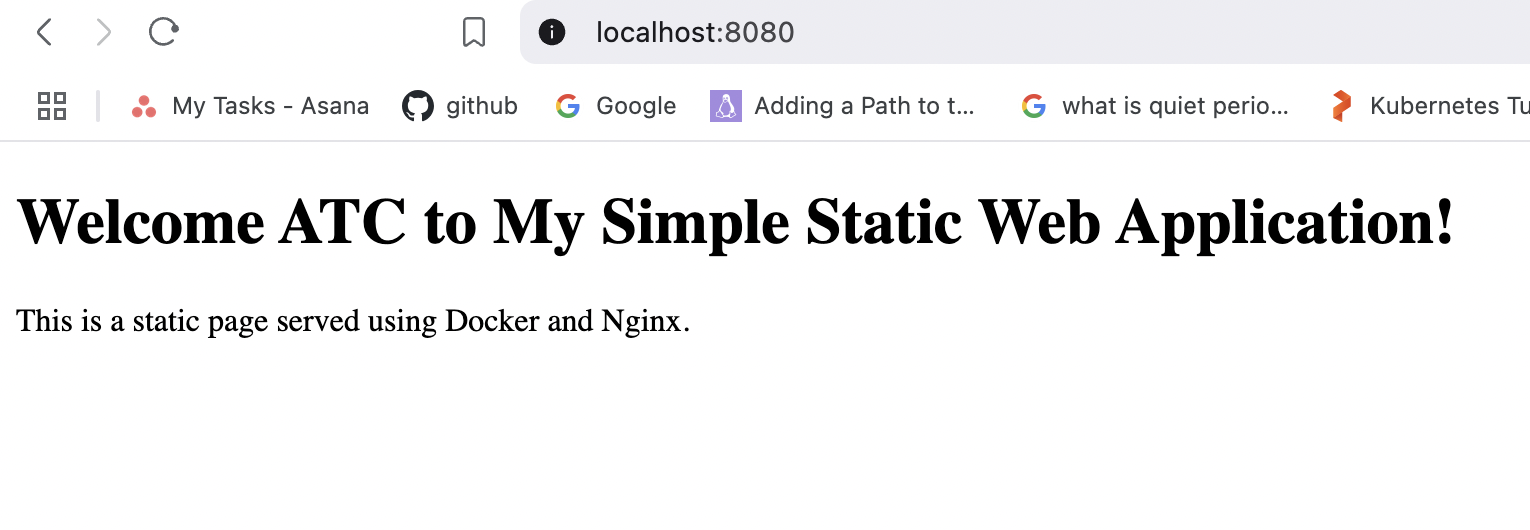 localhost:8080
My Tasks - Asana github Google Adding a Path to t... what is quiet perio... Kubernetes Tu
Welcome ATC to My Simple Static Web Application!
This is a static page served using Docker and Nginx.